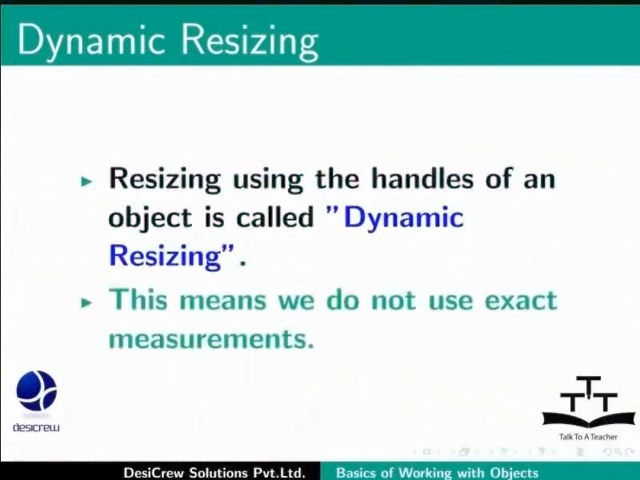 Dynamic Resizing
Resizing using the handles of an
object is called "Dynamic
Resizing".
This means we do not use exact
measurements.
desicrew
TTT
Talk To A Teacher
DesiCrew Solutions Pvt.Ltd. Basics of Working with Objects